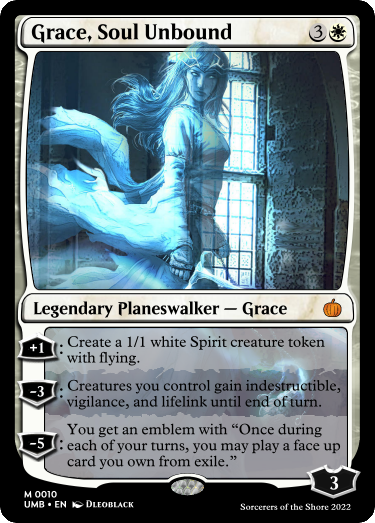 Grace, Soul Unbound 3
Legendary Planeswalker — Grace
+1: Create a 1/1 white Spirit creature token
with flying.
-3: Creatures you control gain indestructible,
vigilance, and lifelink until end of turn.
-5: You get an emblem with “Once during
each of your turns, you may play a face up
card you own from exile.”
3
M 0010
UMB • EN DLEOBLACK
Sorcerers of the Shore 2022